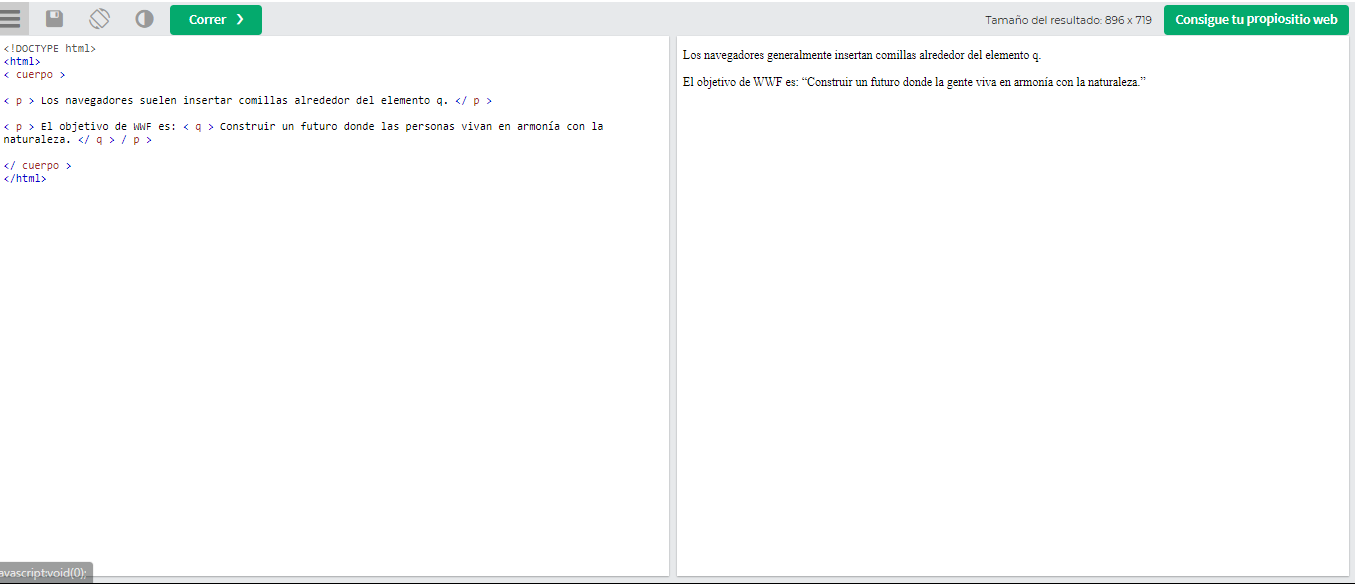 Correr ❯
Tamaño del resultado: 896 x 719
Consigue tu propiositio web
<!DOCTYPE html>
<html>
< cuerpo >
< p > Los navegadores suelen insertar comillas alrededor del elemento q. </ p >
< p > El objetivo de WWF es: < q > Construir un futuro donde las personas vivan en armonía con la
naturaleza. </ q > / p >
</ cuerpo >
</html>
Los navegadores generalmente insertan comillas alrededor del elemento q.
El objetivo de WWF es: “Construir un futuro donde la gente viva en armonía con la naturaleza.”
avascript:void(0);